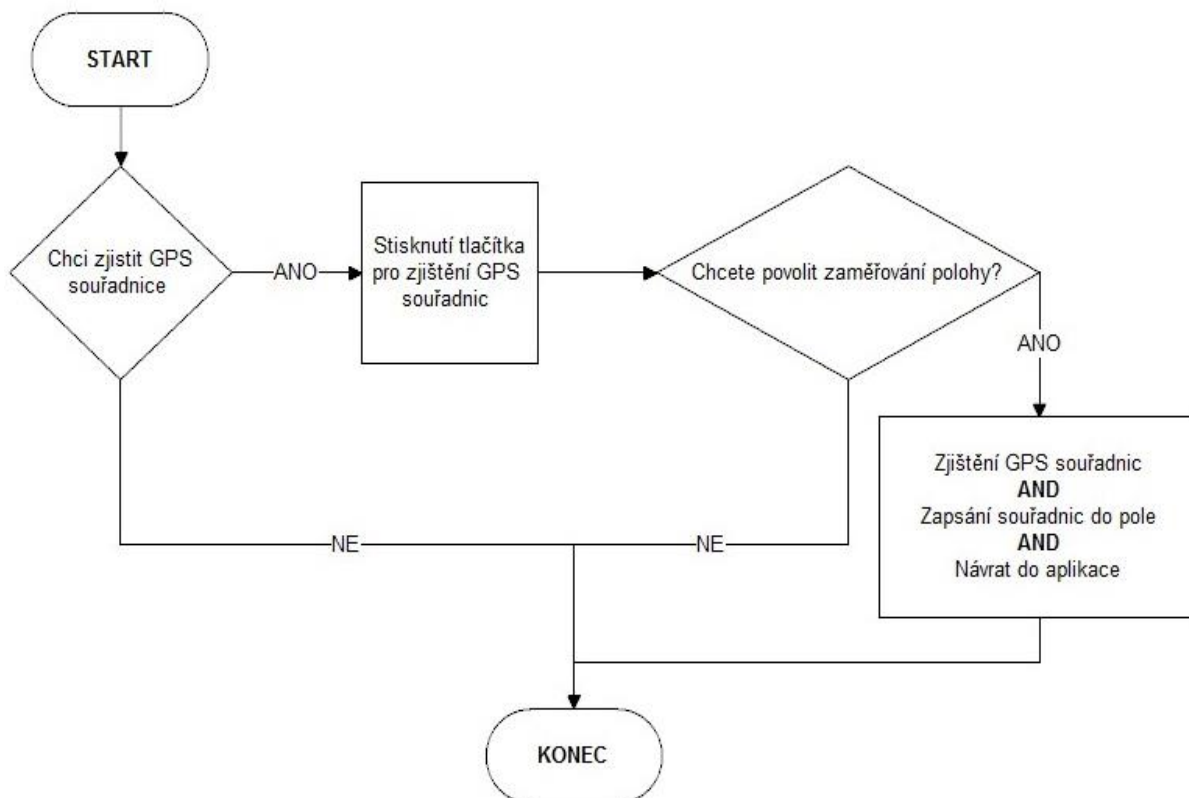 START
Chci zjistit GPS
souřadnice
ANO
Stisknutí tlačítka
pro zjištění GPS
souřadnic
Chcete povolit zaměřování polohy?
ANO
Zjištění GPS souřadnic
AND
Zapsání souřadnic do pole
AND
Návrat do aplikace
NE
NE
KONEC